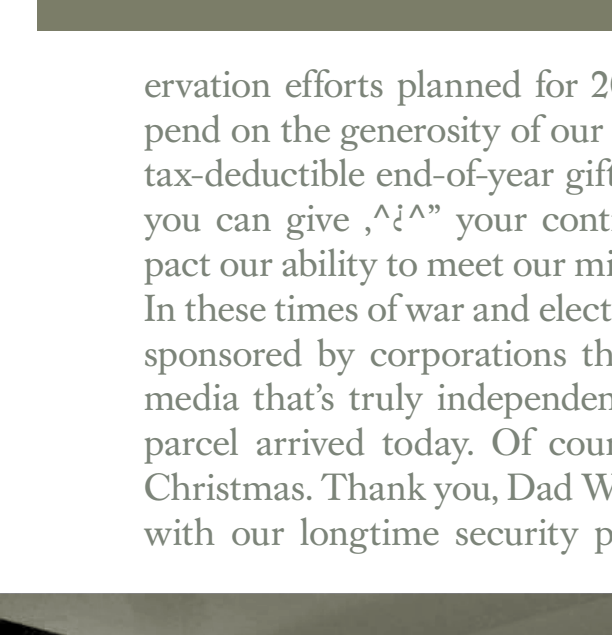 ervation efforts planned for 20
pend on the generosity of our
tax-deductible end-of-year gift
you can give ,^¿^” your contr
pact our ability to meet our mi
In these times of war and elect
sponsored by corporations th
media that’s truly independen
parcel arrived today. Of cour
Christmas. Thank you, Dad W
with our longtime security p